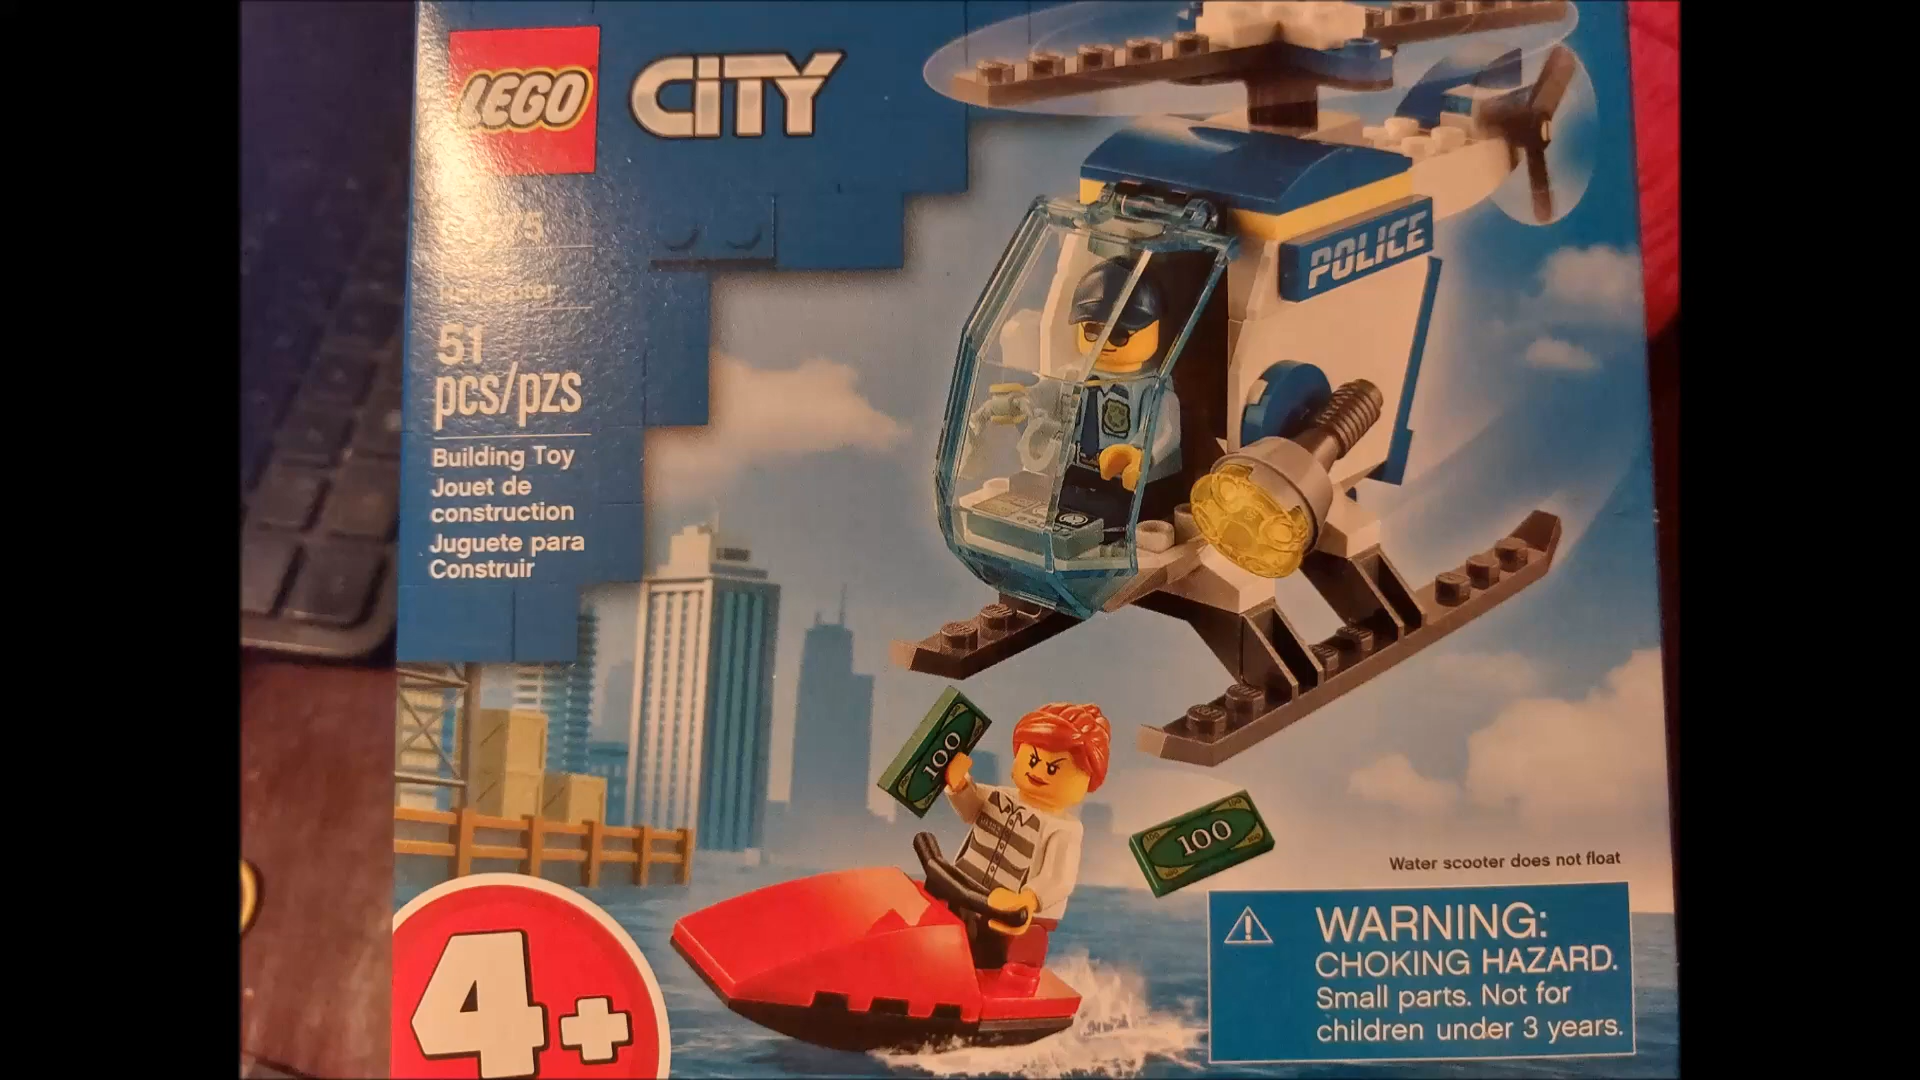 LEGO CITY
51
pcs/pzs
Building Toy
Jouet de
construction
Juguete para
Construir
POLICE
100
100
Water scooter does not float
WARNING:
CHOKING HAZARD.
Small parts. Not for
children under 3 years.
4+